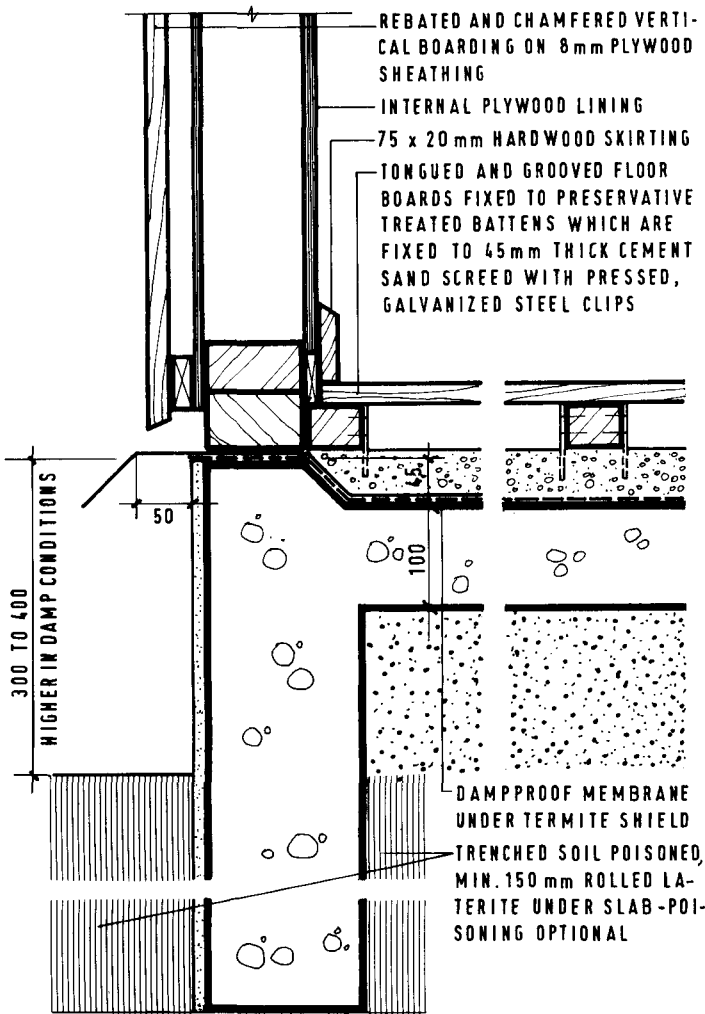 REBATED AND CHAMFERED VERTI-
CAL BOARDING ON 8mm PLYWOOD
SHEATHING
INTERNAL PLYWOOD LINING
75 x 20 mm HARDWOOD SKIRTING
TONGUED AND GROOVED FLOOR
BOARDS FIXED TO PRESERVATIVE
TREATED BATTENS WHICH ARE
FIXED TO 45mm THICK CEMENT
SAND SCREED WITH PRESSED,
GALVANIZED STEEL CLIPS
45
50
100
300 TO 400
HIGHER IN DAMP CONDITIONS
DAMPPROOF MEMBRANE
UNDER TERMITE SHIELD
TRENCHED SOIL POISONED,
MIN. 150 mm ROLLED LA-
TERITE UNDER SLAB-POI-
SONING OPTIONAL